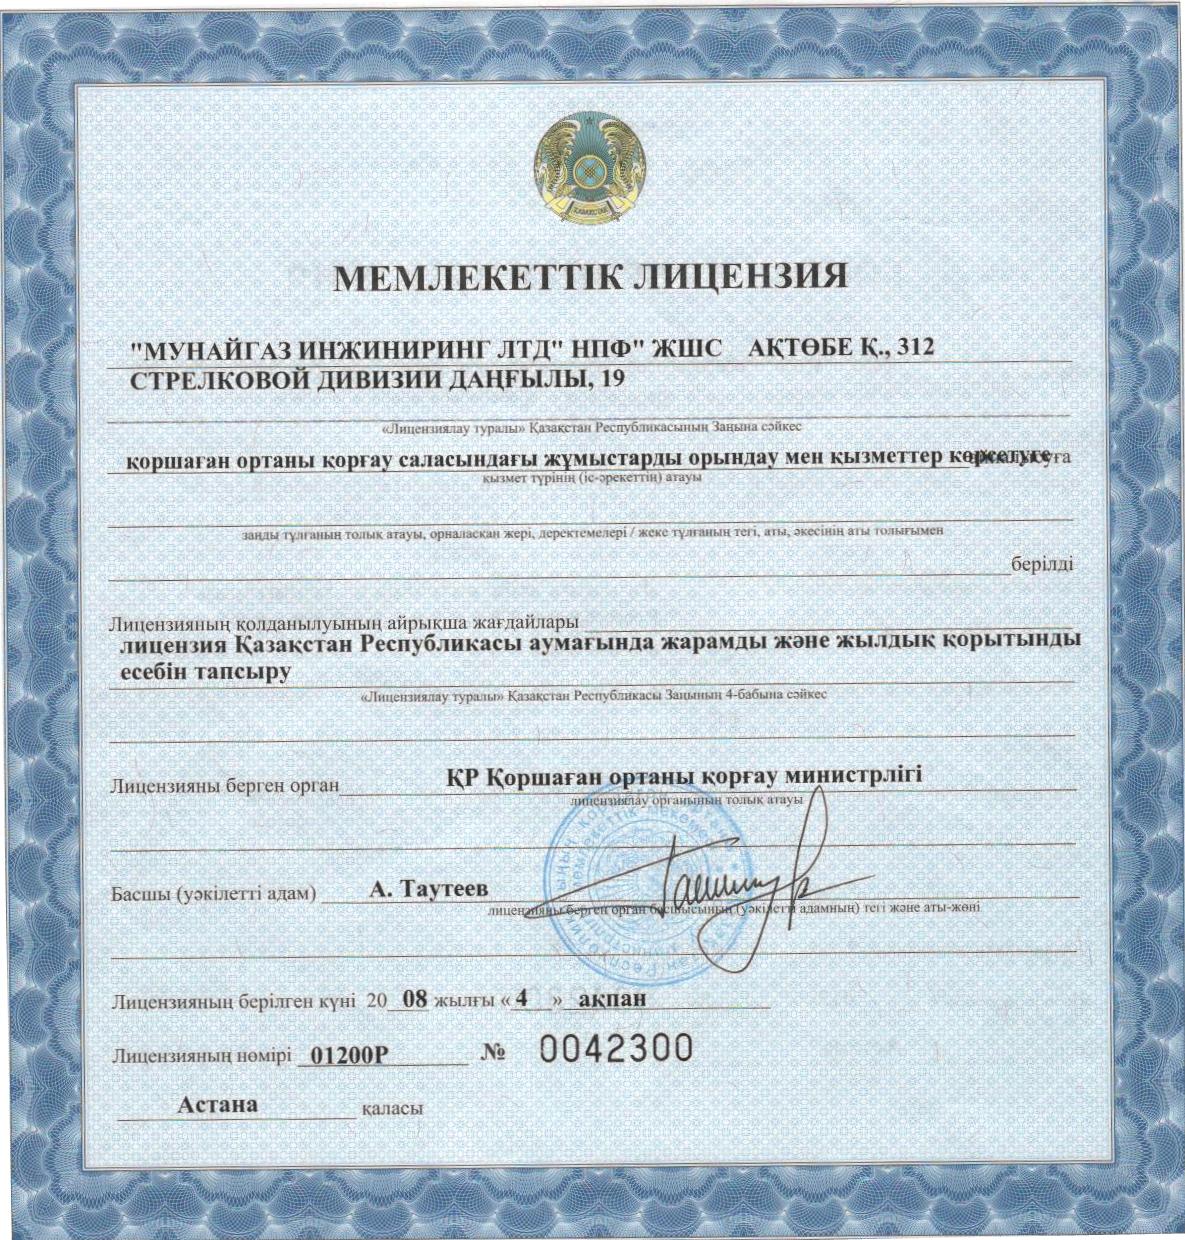 ҚАЗАҚСТАН
МЕМЛЕКЕТТІК ЛИЦЕНЗИЯ
"МУНАЙГАЗ ИНЖИНИРИНГ ЛТД" НПФ" ЖШС АҚТӨБЕ Қ., 312
СТРЕЛКОВОЙ ДИВИЗИИ ДАҢҒЫЛЫ, 19
«Лицензиялау туралы» Қазақстан Республикасының Заңына сәйкес
қоршаған ортаны қорғау саласындағы жұмыстарды орындау мен қызметтер көрсетуге
қызмет түрінің (іс-әрекеттің) атауы
заңды тұлғаның толық атауы, орналасқан жері, деректемелері / жеке тұлғаның тегі, аты, әкесінің аты толығымен
берілді
Лицензияның қолданылуының айрықша жағдайлары
лицензия Қазақстан Республикасы аумағында жарамды және жылдық қорытынды
есебін тапсыру
«Лицензиялау туралы» Қазақстан Республикасы Заңының 4-бабына сәйкес
Лицензияны берген орган ҚР Қоршаған ортаны қорғау министрлігі
лицензиялау органының толық атауы
Басшы (уәкілетті адам) А. Таутеев
лицензияны берген орган басшысының (уәкілетті адамның) тегі және аты-жөні
Лицензияның берілген күні 20 08 жылғы « 4 » ақпан
Лицензияның нөмірі 01200Р № 0042300
Астана қаласы